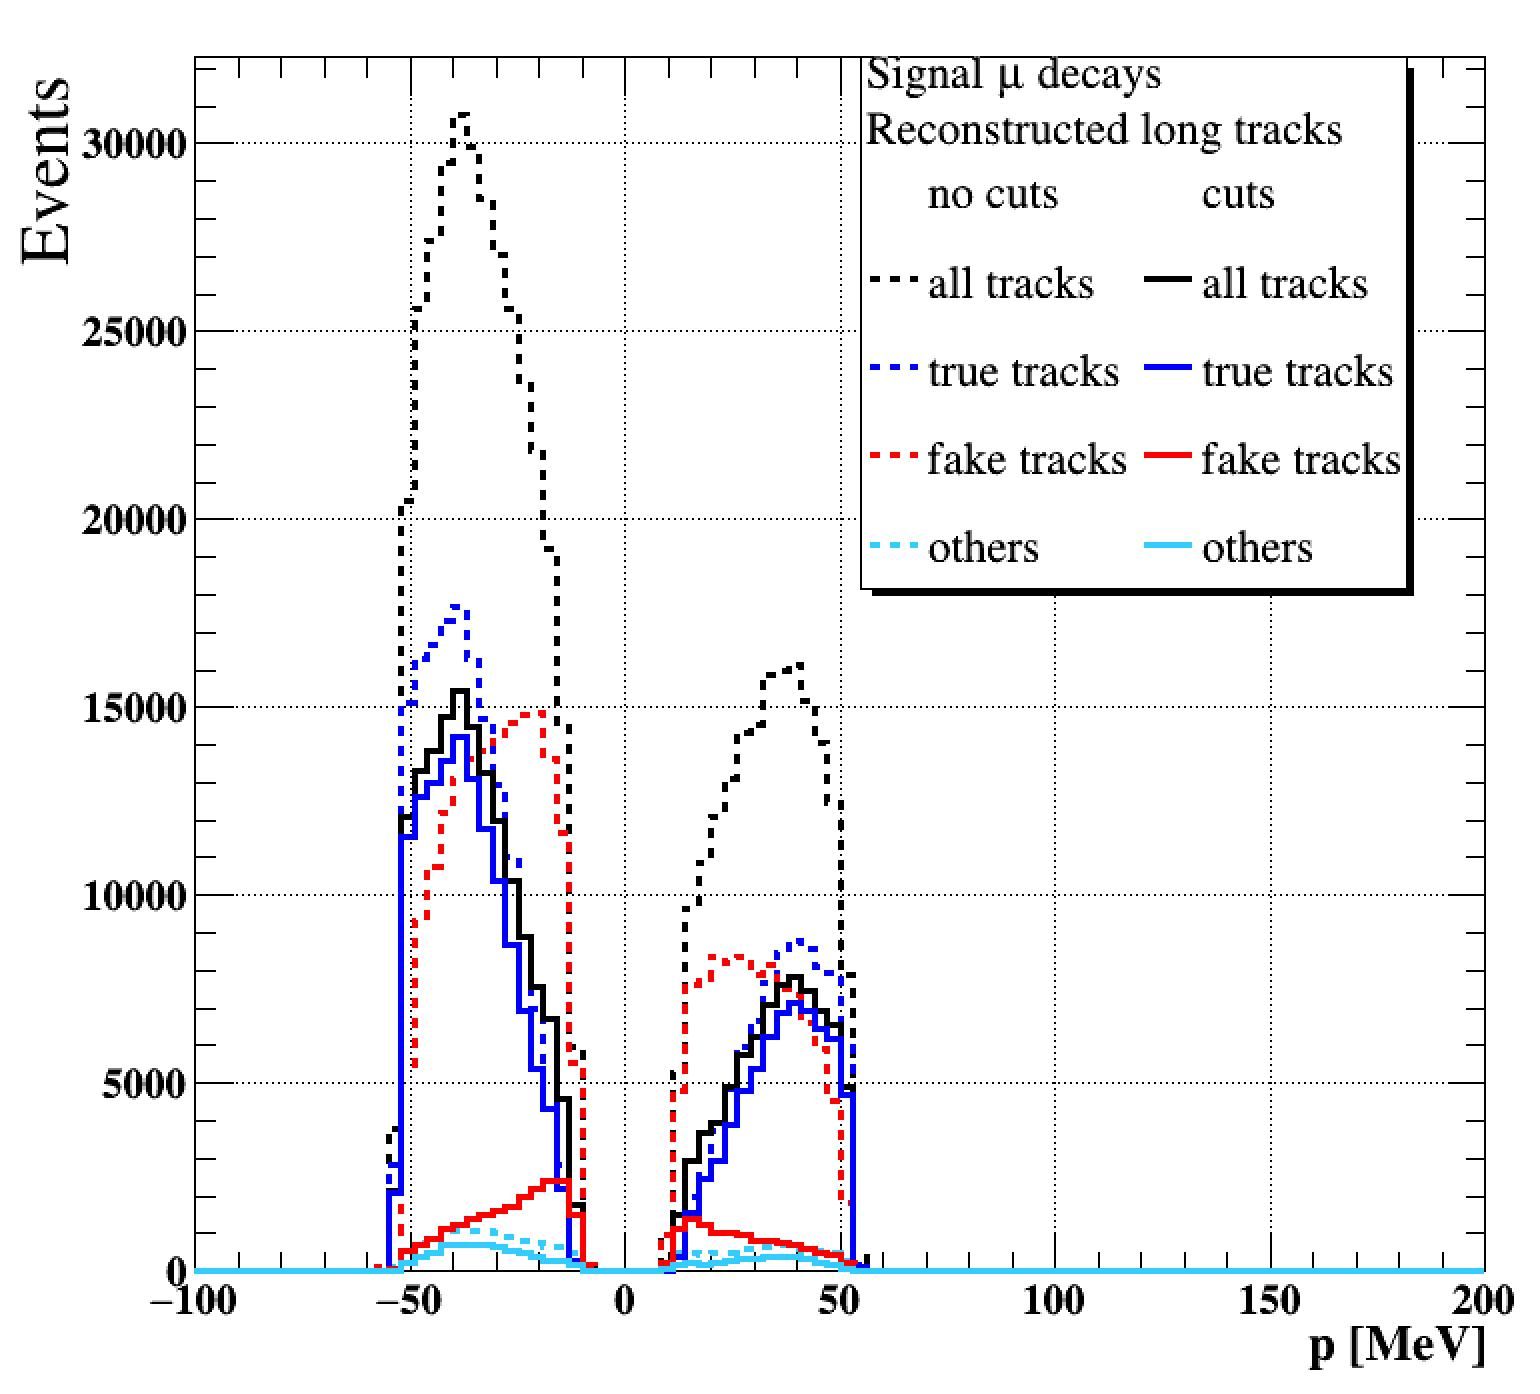 Events
30000
25000
20000
15000
10000
5000
0
−100 −50 0 50 100 150 200
p [MeV]
Signal μ decays
Reconstructed long tracks
no cuts cuts
all tracks all tracks
true tracks true tracks
fake tracks fake tracks
others others